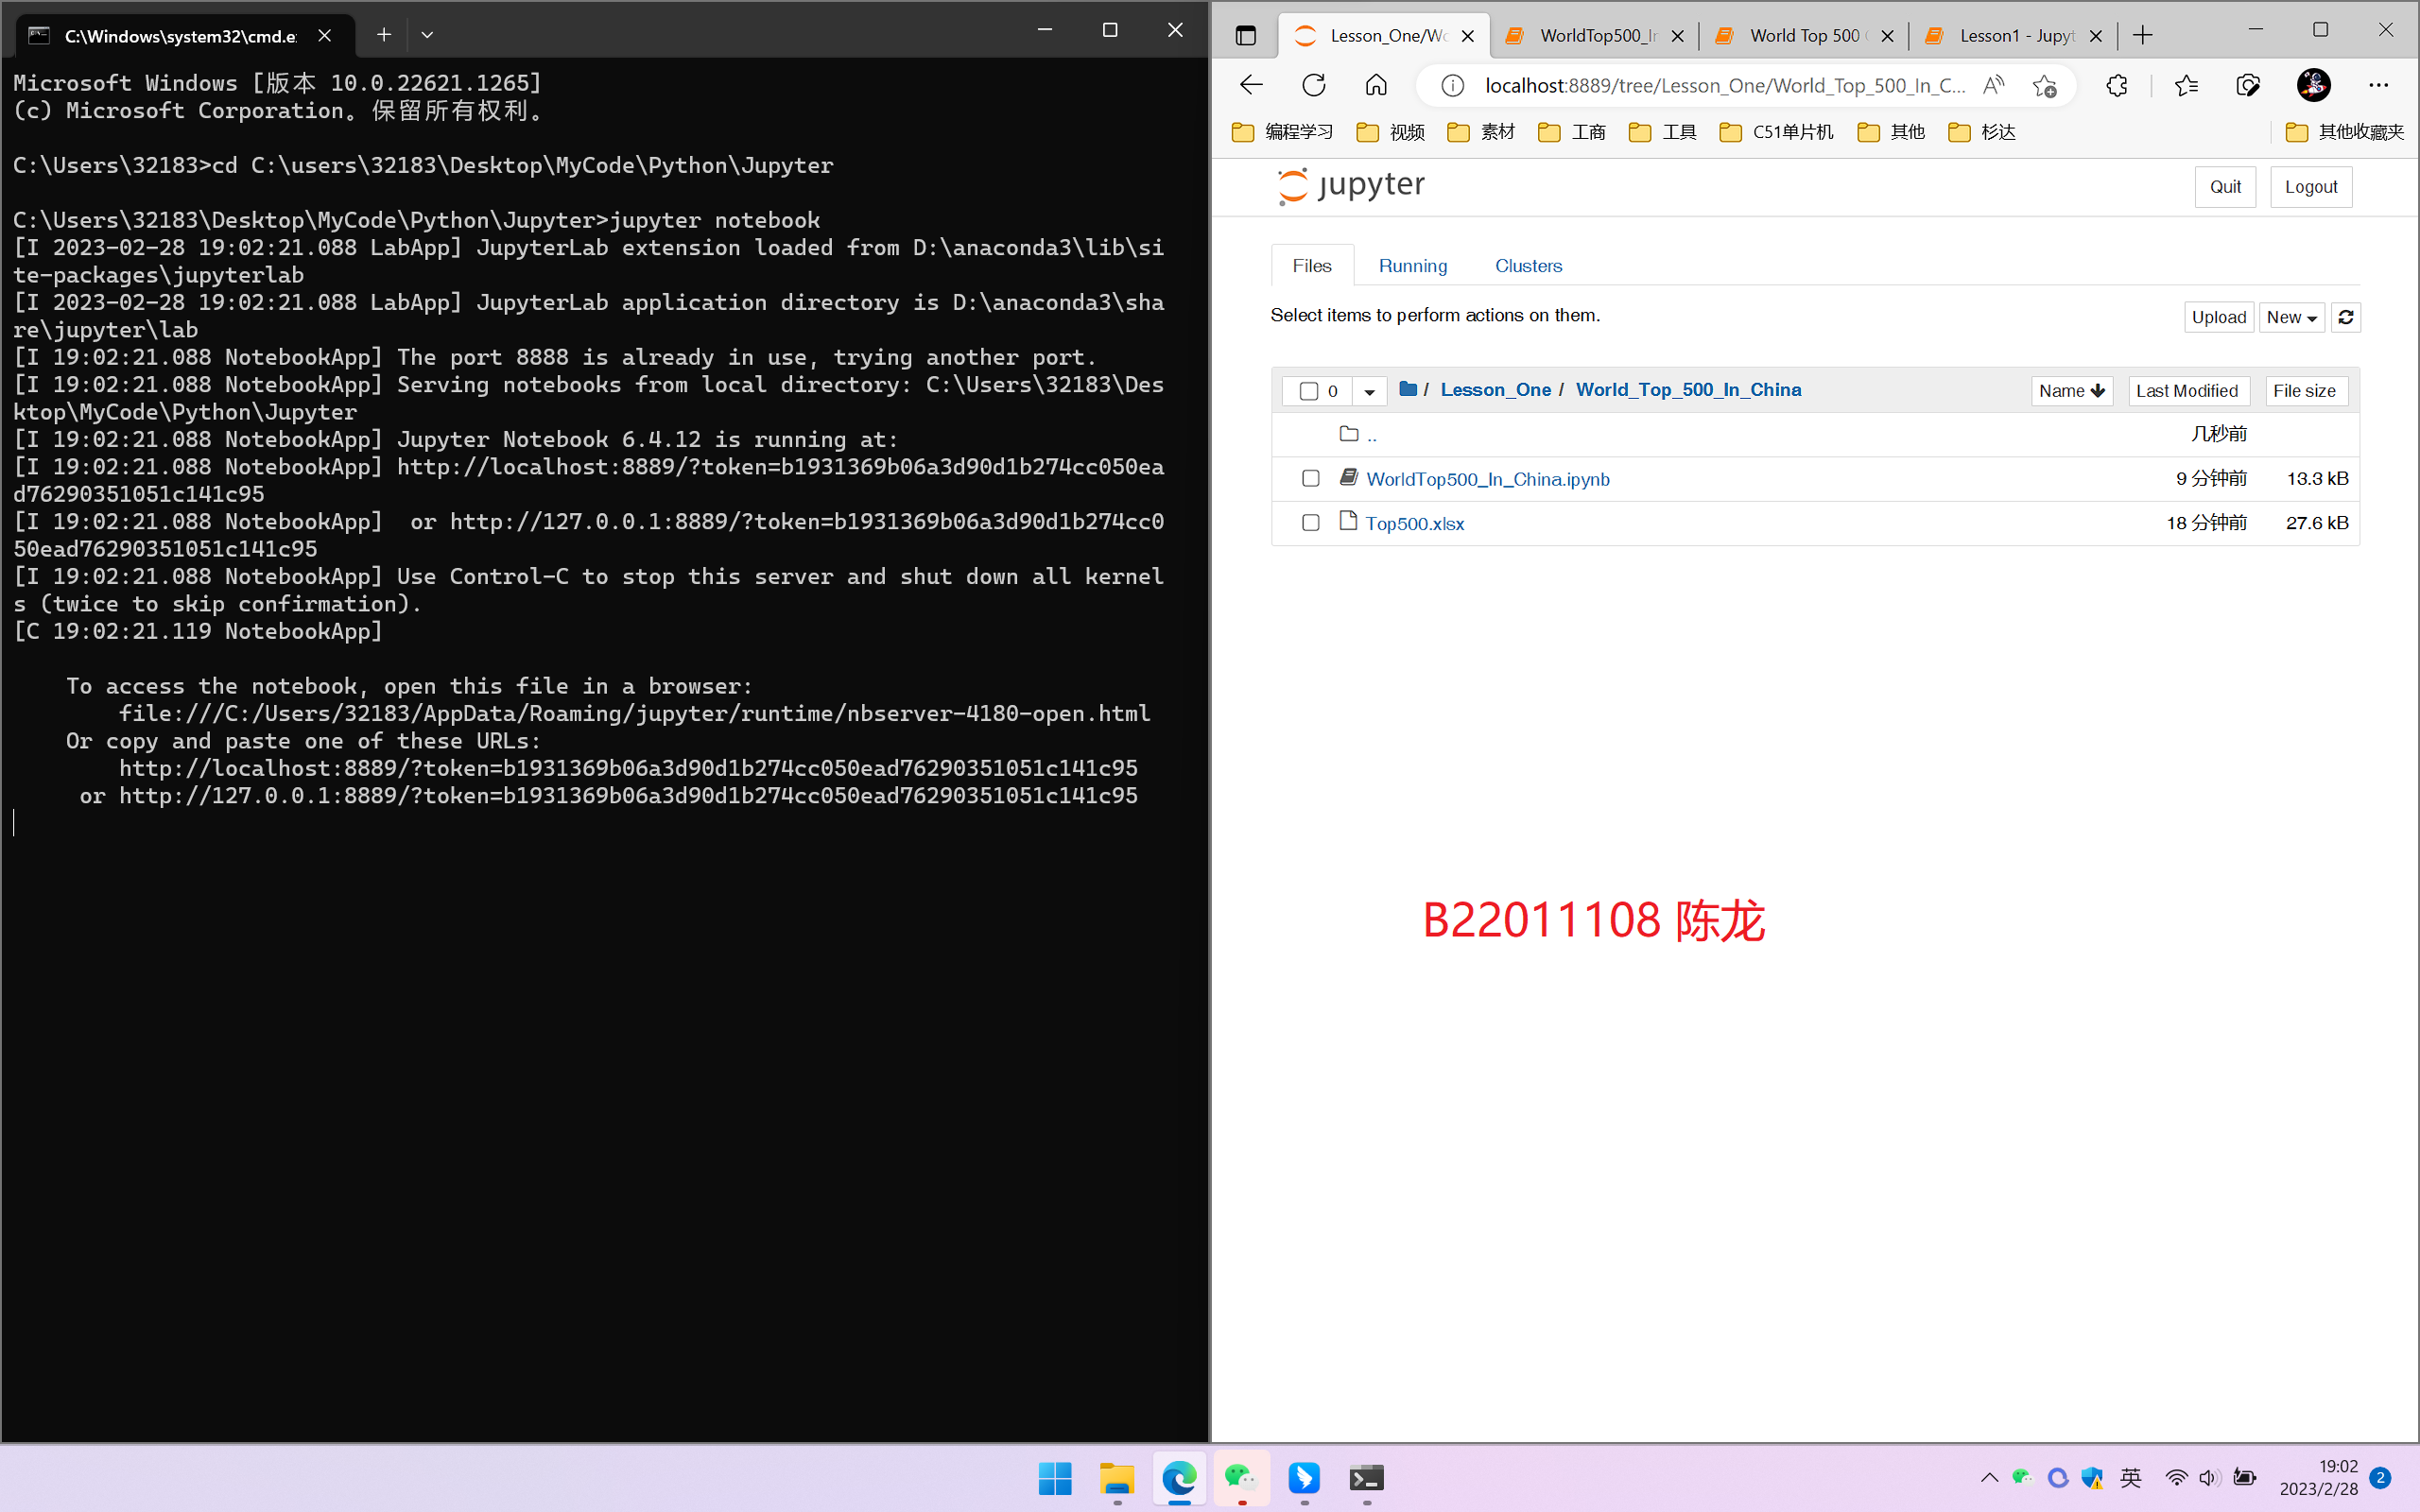 C:\Windows\system32\cmd.e
Microsoft Windows [版本 10.0.22621.1265]
(c) Microsoft Corporation。保留所有权利。
C:\Users\32183>cd C:\users\32183\Desktop\MyCode\Python\Jupyter
C:\Users\32183\Desktop\MyCode\Python\Jupyter>jupyter notebook
[I 2023-02-28 19:02:21.088 LabApp] JupyterLab extension loaded from D:\anaconda3\lib\si
te-packages\jupyterlab
[I 2023-02-28 19:02:21.088 LabApp] JupyterLab application directory is D:\anaconda3\sha
re\jupyter\lab
[I 19:02:21.088 NotebookApp] The port 8888 is already in use, trying another port.
[I 19:02:21.088 NotebookApp] Serving notebooks from local directory: C:\Users\32183\Des
ktop\MyCode\Python\Jupyter
[I 19:02:21.088 NotebookApp] Jupyter Notebook 6.4.12 is running at:
[I 19:02:21.088 NotebookApp] http://localhost:8889/?token=b1931369b06a3d90d1b274cc050ea
d76290351051c141c95
[I 19:02:21.088 NotebookApp]  or http://127.0.0.1:8889/?token=b1931369b06a3d90d1b274cc0
50ead76290351051c141c95
[I 19:02:21.088 NotebookApp] Use Control-C to stop this server and shut down all kernel
s (twice to skip confirmation).
[C 19:02:21.119 NotebookApp]
To access the notebook, open this file in a browser:
file:///C:/Users/32183/AppData/Roaming/jupyter/runtime/nbserver-4180-open.html
Or copy and paste one of these URLs:
http://localhost:8889/?token=b1931369b06a3d90d1b274cc050ead76290351051c141c95
or http://127.0.0.1:8889/?token=b1931369b06a3d90d1b274cc050ead76290351051c141c95
Lesson_One/Wo WorldTop500_In World Top 500 Lesson1 - Jupyt
localhost:8889/tree/Lesson_One/World_Top_500_In_C...
编程学习 视频 素材 工商 工具 C51单片机 其他 杉达 其他收藏夹
jupyter Quit Logout
Files Running Clusters
Select items to perform actions on them. Upload New
0 / Lesson_One / World_Top_500_In_China Name Last Modified File size
.. 几秒前
WorldTop500_In_China.ipynb 9 分钟前 13.3 kB
Top500.xlsx 18 分钟前 27.6 kB
B22011108 陈龙
英 19:02
2023/2/28 2